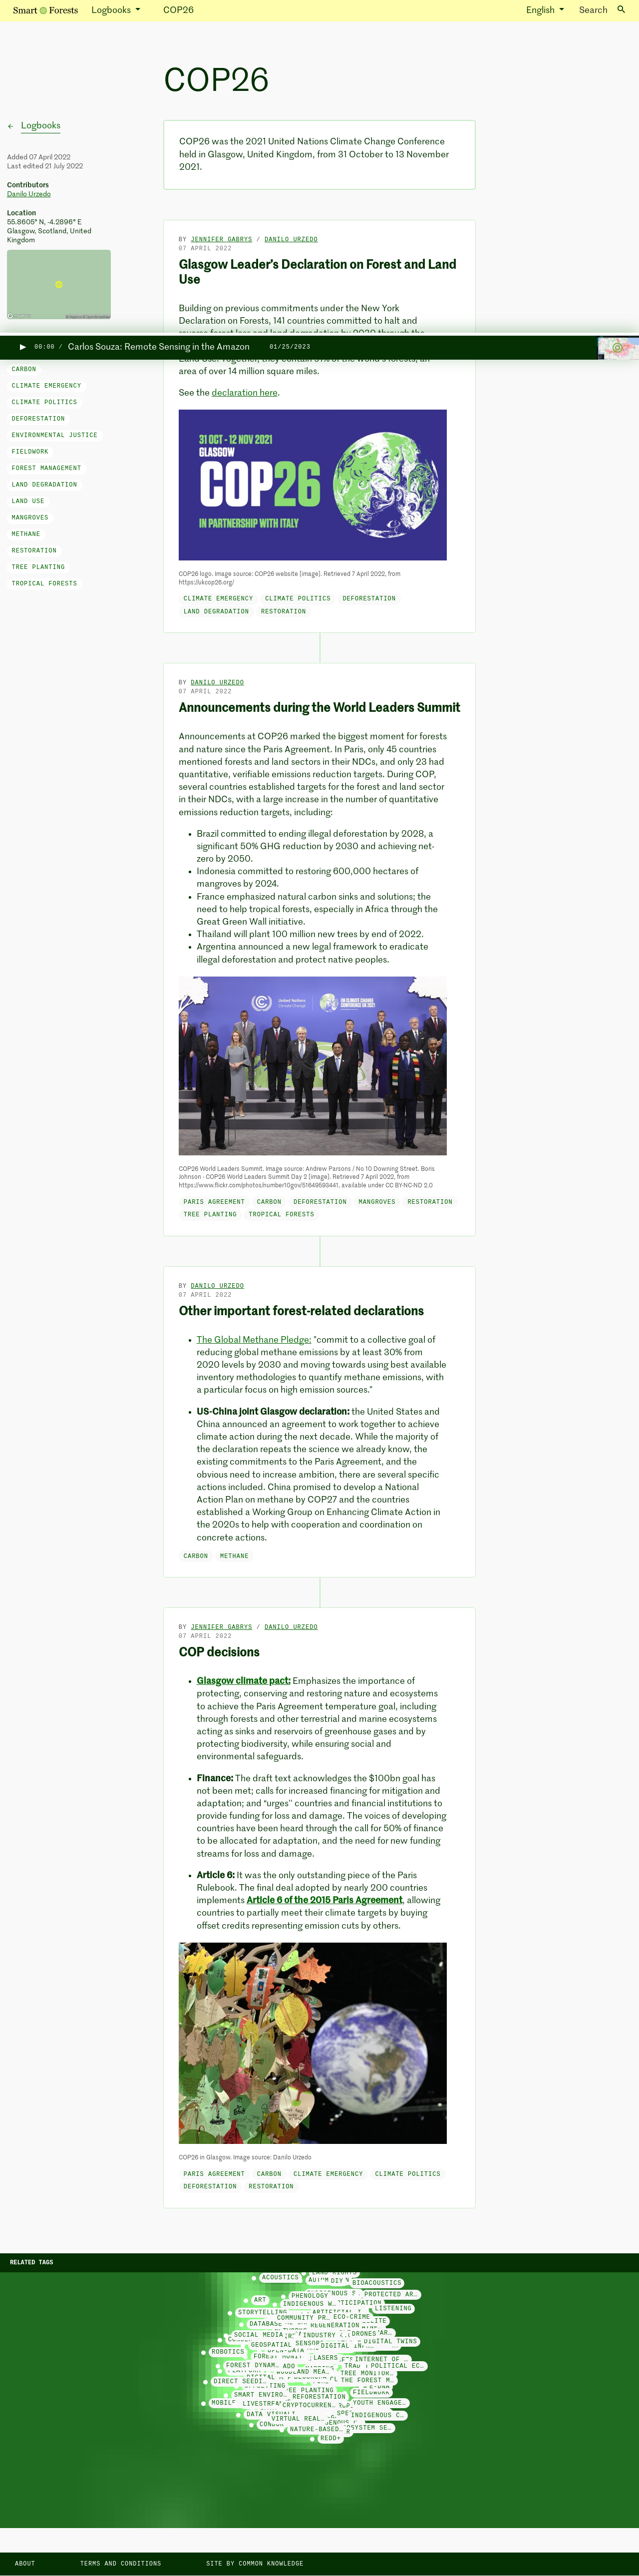 Smart Forests
Logbooks
COP26
English
Search
COP26
Logbooks
Added 07 April 2022
Last edited 21 July 2022
Contributors
Danilo Urzedo
Location
55.8605° N, -4.2896° E
Glasgow, Scotland, United
Kingdom
COP26 was the 2021 United Nations Climate Change Conference
held in Glasgow, United Kingdom, from 31 October to 13 November
2021.
BY JENNIFER GABRYS / DANILO URZEDO
07 APRIL 2022
Glasgow Leader's Declaration on Forest and Land
Use
Building on previous commitments under the New York
Declaration on Forests, 141 countries committed to halt and
00:00 / Carlos Souza: Remote Sensing in the Amazon 01/25/2023
area of over 14 million square miles.
See the declaration here.
CARBON
CLIMATE EMERGENCY
CLIMATE POLITICS
DEFORESTATION
ENVIRONMENTAL JUSTICE
FIELDWORK
FOREST MANAGEMENT
LAND DEGRADATION
LAND USE
MANGROVES
METHANE
RESTORATION
TREE PLANTING
TROPICAL FORESTS
31 OCT - 12 NOV 2021
GLASGOW
COP26
IN PARTNERSHIP WITH ITALY
COP26 logo. Image source: COP26 website [image]. Retrieved 7 April 2022, from
https://ukcop26.org/
CLIMATE EMERGENCY CLIMATE POLITICS DEFORESTATION
LAND DEGRADATION RESTORATION
BY DANILO URZEDO
07 APRIL 2022
Announcements during the World Leaders Summit
Announcements at COP26 marked the biggest moment for forests
and nature since the Paris Agreement. In Paris, only 45 countries
mentioned forests and land sectors in their NDCs, and only 23 had
quantitative, verifiable emissions reduction targets. During COP,
several countries established targets for the forest and land sector
in their NDCs, with a large increase in the number of quantitative
emissions reduction targets, including:
Brazil committed to ending illegal deforestation by 2028, a
significant 50% GHG reduction by 2030 and achieving net-
zero by 2050.
Indonesia committed to restoring 600,000 hectares of
mangroves by 2024.
France emphasized natural carbon sinks and solutions; the
need to help tropical forests, especially in Africa through the
Great Green Wall initiative.
Thailand will plant 100 million new trees by end of 2022.
Argentina announced a new legal framework to eradicate
illegal deforestation and protect native peoples.
United Nations
Climate Change
UN CLIMATE CHANGE
COP26 World Leaders Summit. Image source: Andrew Parsons / No 10 Downing Street. Boris
Johnson - COP26 World Leaders Summit Day 2 [image]. Retrieved 7 April 2022, from
https://www.flickr.com/photos/number10gov/51649593441. available under CC BY-NC-ND 2.0
PARIS AGREEMENT CARBON DEFORESTATION MANGROVES RESTORATION
TREE PLANTING TROPICAL FORESTS
BY DANILO URZEDO
07 APRIL 2022
Other important forest-related declarations
The Global Methane Pledge: "commit to a collective goal of
reducing global methane emissions by at least 30% from
2020 levels by 2030 and moving towards using best available
inventory methodologies to quantify methane emissions, with
a particular focus on high emission sources."
US-China joint Glasgow declaration: the United States and
China announced an agreement to work together to achieve
climate action during the next decade. While the majority of
the declaration repeats the science we already know, the
existing commitments to the Paris Agreement, and the
obvious need to increase ambition, there are several specific
actions included. China promised to develop a National
Action Plan on methane by COP27 and the countries
established a Working Group on Enhancing Climate Action in
the 2020s to help with cooperation and coordination on
concrete actions.
CARBON METHANE
BY JENNIFER GABRYS / DANILO URZEDO
07 APRIL 2022
COP decisions
Glasgow climate pact: Emphasizes the importance of
protecting, conserving and restoring nature and ecosystems
to achieve the Paris Agreement temperature goal, including
through forests and other terrestrial and marine ecosystems
acting as sinks and reservoirs of greenhouse gases and by
protecting biodiversity, while ensuring social and
environmental safeguards.
Finance: The draft text acknowledges the $100bn goal has
not been met; calls for increased financing for mitigation and
adaptation; and "urges" countries and financial institutions to
provide funding for loss and damage. The voices of developing
countries have been heard through the call for 50% of finance
to be allocated for adaptation, and the need for new funding
streams for loss and damage.
Article 6: It was the only outstanding piece of the Paris
Rulebook. The final deal adopted by nearly 200 countries
implements Article 6 of the 2015 Paris Agreement, allowing
countries to partially meet their climate targets by buying
offset credits representing emission cuts by others.
COP26 in Glasgow. Image source: Danilo Urzedo
PARIS AGREEMENT CARBON CLIMATE EMERGENCY CLIMATE POLITICS
DEFORESTATION RESTORATION
RELATED TAGS
ACOUSTICS
BIOACOUSTICS
PHENOLOGY
PROTECTED AR…
ART
INDIGENOUS W…
LISTENING
STORYTELLING
COMMUNITY PR…
ECO-CRIME
REGENERATION
SOCIAL MEDIA
INDUSTRY
DRONES
DIGITAL TWINS
GEOSPATIAL
ROBOTICS
LASERS
INTERNET OF …
FOREST DYNAM…
POLITICAL EC…
TREE MONITOR…
DIRECT SEEDI…
THE FOREST M…
TREE PLANTING
FIELDWORK
SMART ENVIRO…
REFORESTATION
MOBILE
LIVESTREAM
CRYPTOCURREN…
YOUTH ENGAGE…
VIRTUAL REAL…
INDIGENOUS C…
NATURE-BASED…
REDD+
ABOUT
TERMS AND CONDITIONS
SITE BY COMMON KNOWLEDGE